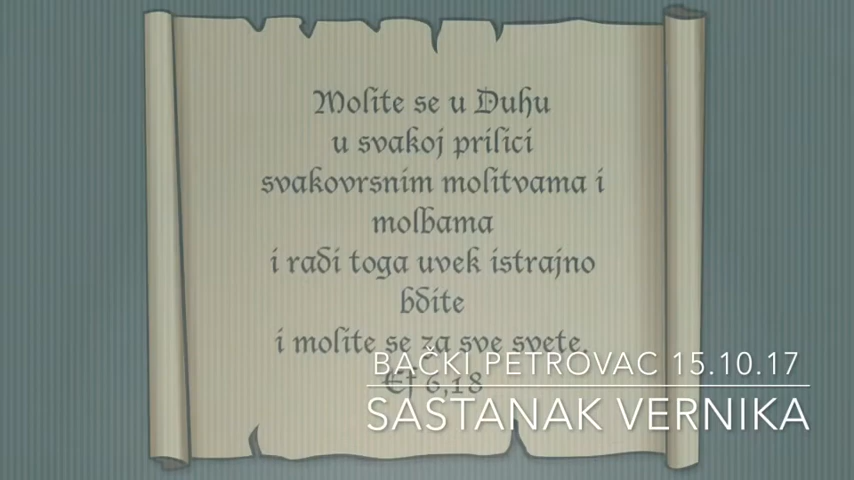 Molite se u Duhu
u svakoj prilici
svakovrsnim molitvama i
molbama
i radi toga uvek istrajno
bdite
i molite se za sve svete.
Ef 6,18
BAČKI PETROVAC 15.10.17
SASTANAK VERNIKA